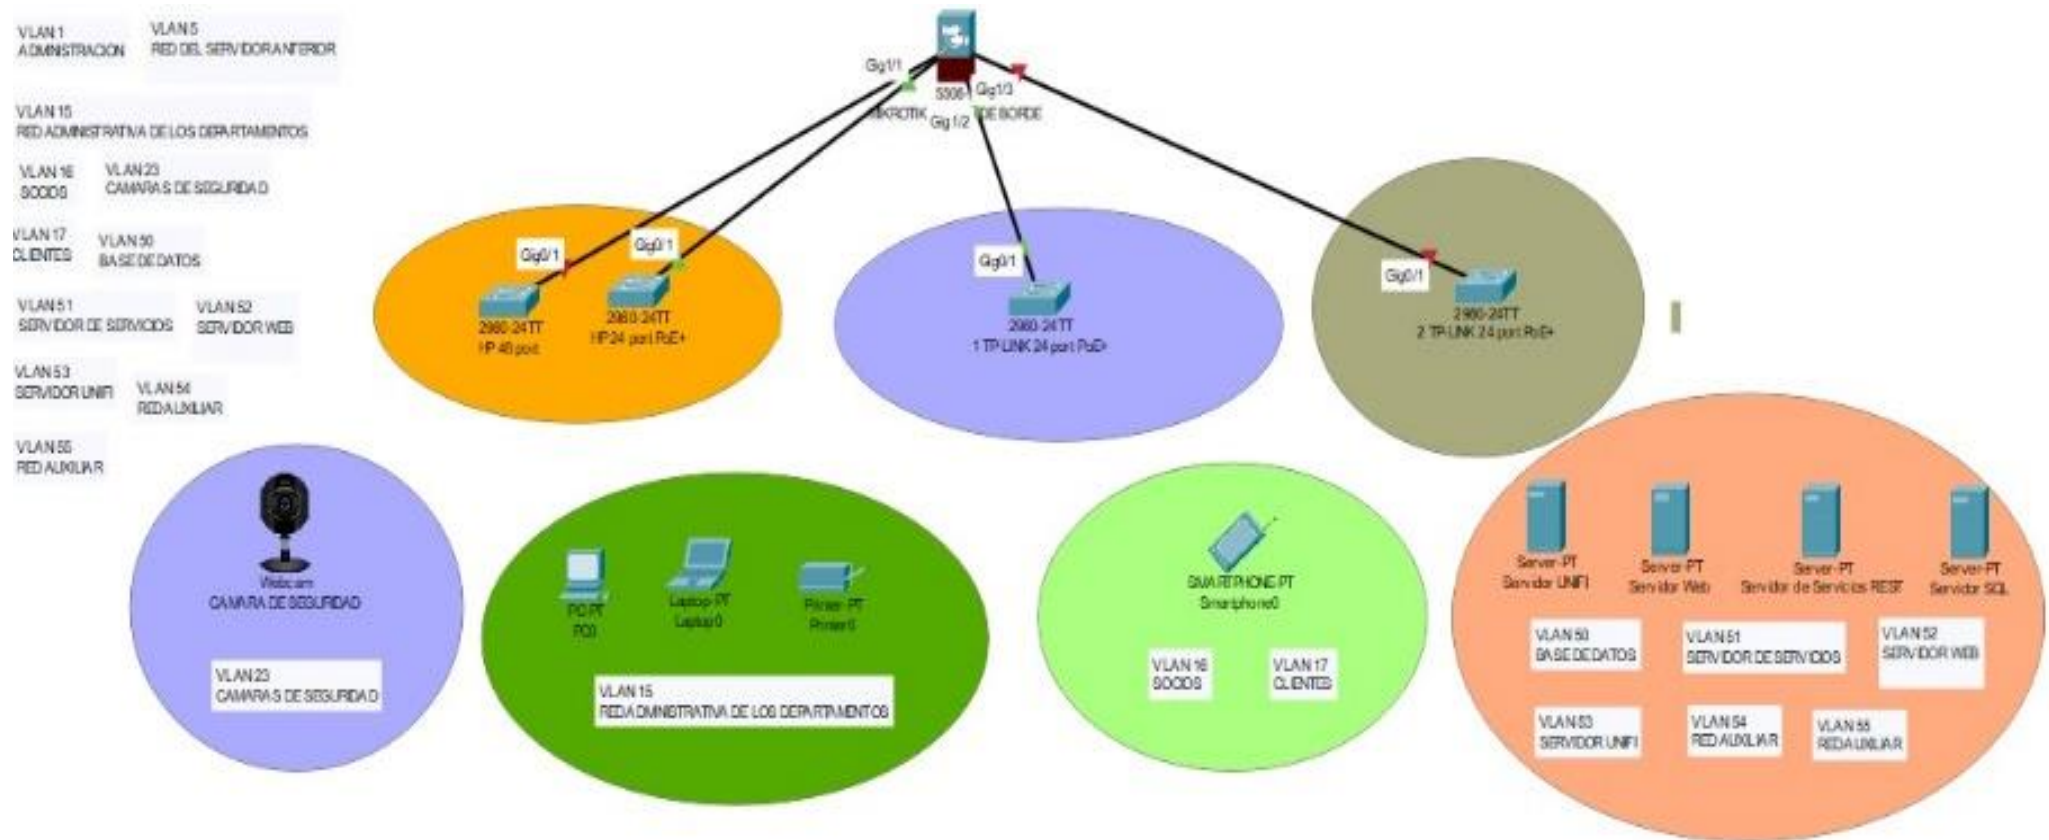 VLAN 1
ADMINISTRACION
VLAN 5
RED DEL SERVIDOR ANTERIOR
VLAN 15
RED ADMINISTRATIVA DE LOS DEPARTAMENTOS
VLAN 16
SOCIOS
VLAN 23
CAMARAS DE SEGURIDAD
VLAN 17
CLIENTES
VLAN 50
BASE DE DATOS
VLAN 51
SERVIDOR DE SERVICIOS
VLAN 52
SERVIDOR WEB
VLAN 53
SERVIDOR UNIFI
VLAN 54
RED AUXILIAR
VLAN 55
RED AUXILIAR
Gig1/1
Gig1/3
MIKROTIK
Gig1/2
DE BORDE
Gig0/1
Gig0/1
Gig0/1
Gig0/1
2960-24TT
HP 48 port
2960-24TT
HP 24 port PoE+
2960-24TT
1 TP-LINK 24 port PoE+
2960-24TT
2 TP-LINK 24 port PoE+
Webcam
CAMARA DE SEGURIDAD
VLAN 23
CAMARAS DE SEGURIDAD
PC-PT
PC0
Laptop-PT
Laptop0
Printer-PT
Printer0
VLAN 15
RED ADMINISTRATIVA DE LOS DEPARTAMENTOS
SMARTPHONE-PT
Smartphone0
VLAN 16
SOCIOS
VLAN 17
CLIENTES
Server-PT
Servidor UNIFI
Server-PT
Servidor Web
Server-PT
Servidor de Servicios REST
Server-PT
Servidor SQL
VLAN 50
BASE DE DATOS
VLAN 51
SERVIDOR DE SERVICIOS
VLAN 52
SERVIDOR WEB
VLAN 53
SERVIDOR UNIFI
VLAN 54
RED AUXILIAR
VLAN 55
RED AUXILIAR